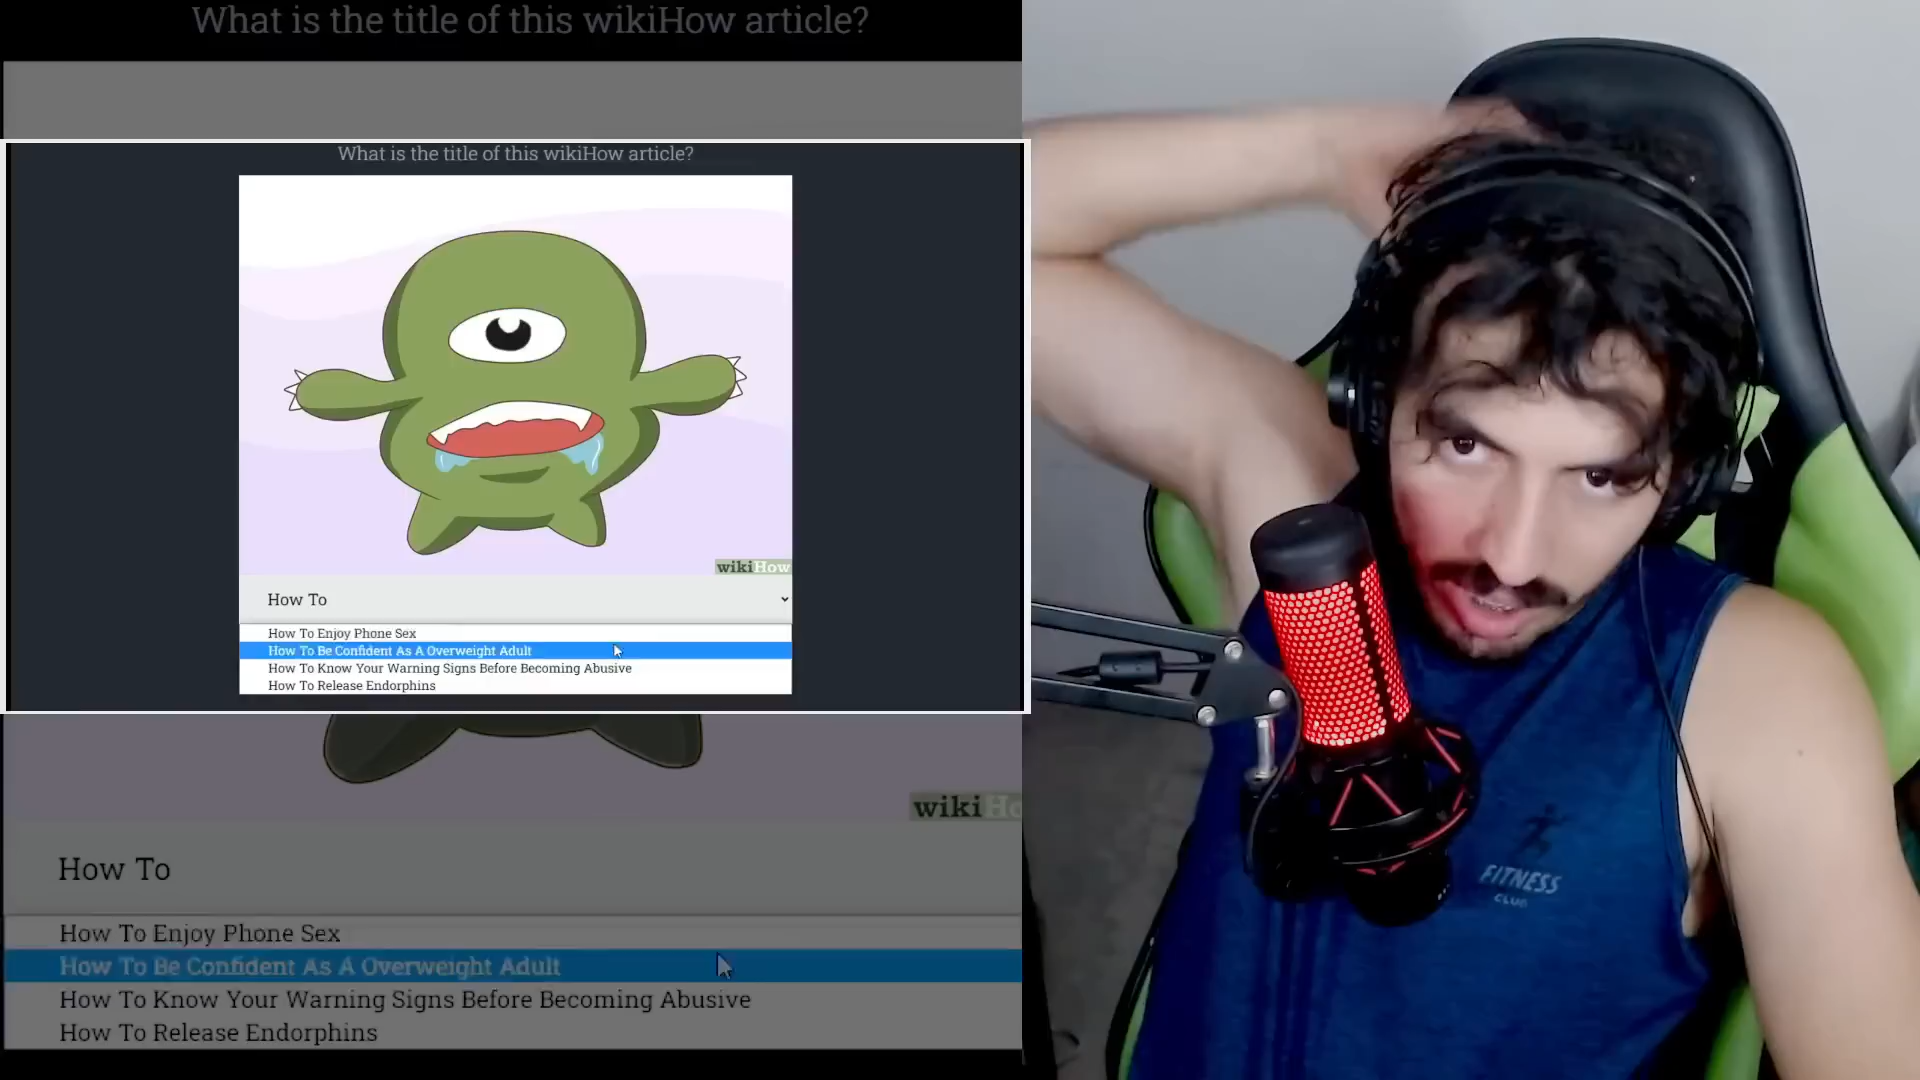 What is the title of this wikiHow article?
What is the title of this wikiHow article?
wikiHow
How To
How To Enjoy Phone Sex
How To Be Confident As A Overweight Adult
How To Know Your Warning Signs Before Becoming Abusive
How To Release Endorphins
wikiHo
How To
How To Enjoy Phone Sex
How To Be Confident As A Overweight Adult
How To Know Your Warning Signs Before Becoming Abusive
How To Release Endorphins
FITNESS
CLUB